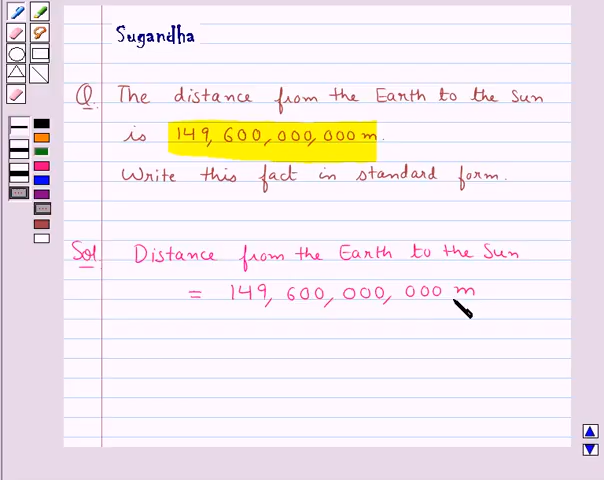 Sugandha
Q. The distance from the Earth to the Sun
is 149,600,000,000 m.
Write this fact in standard form.
Sol. Distance from the Earth to the Sun
= 149,600,000,000 m